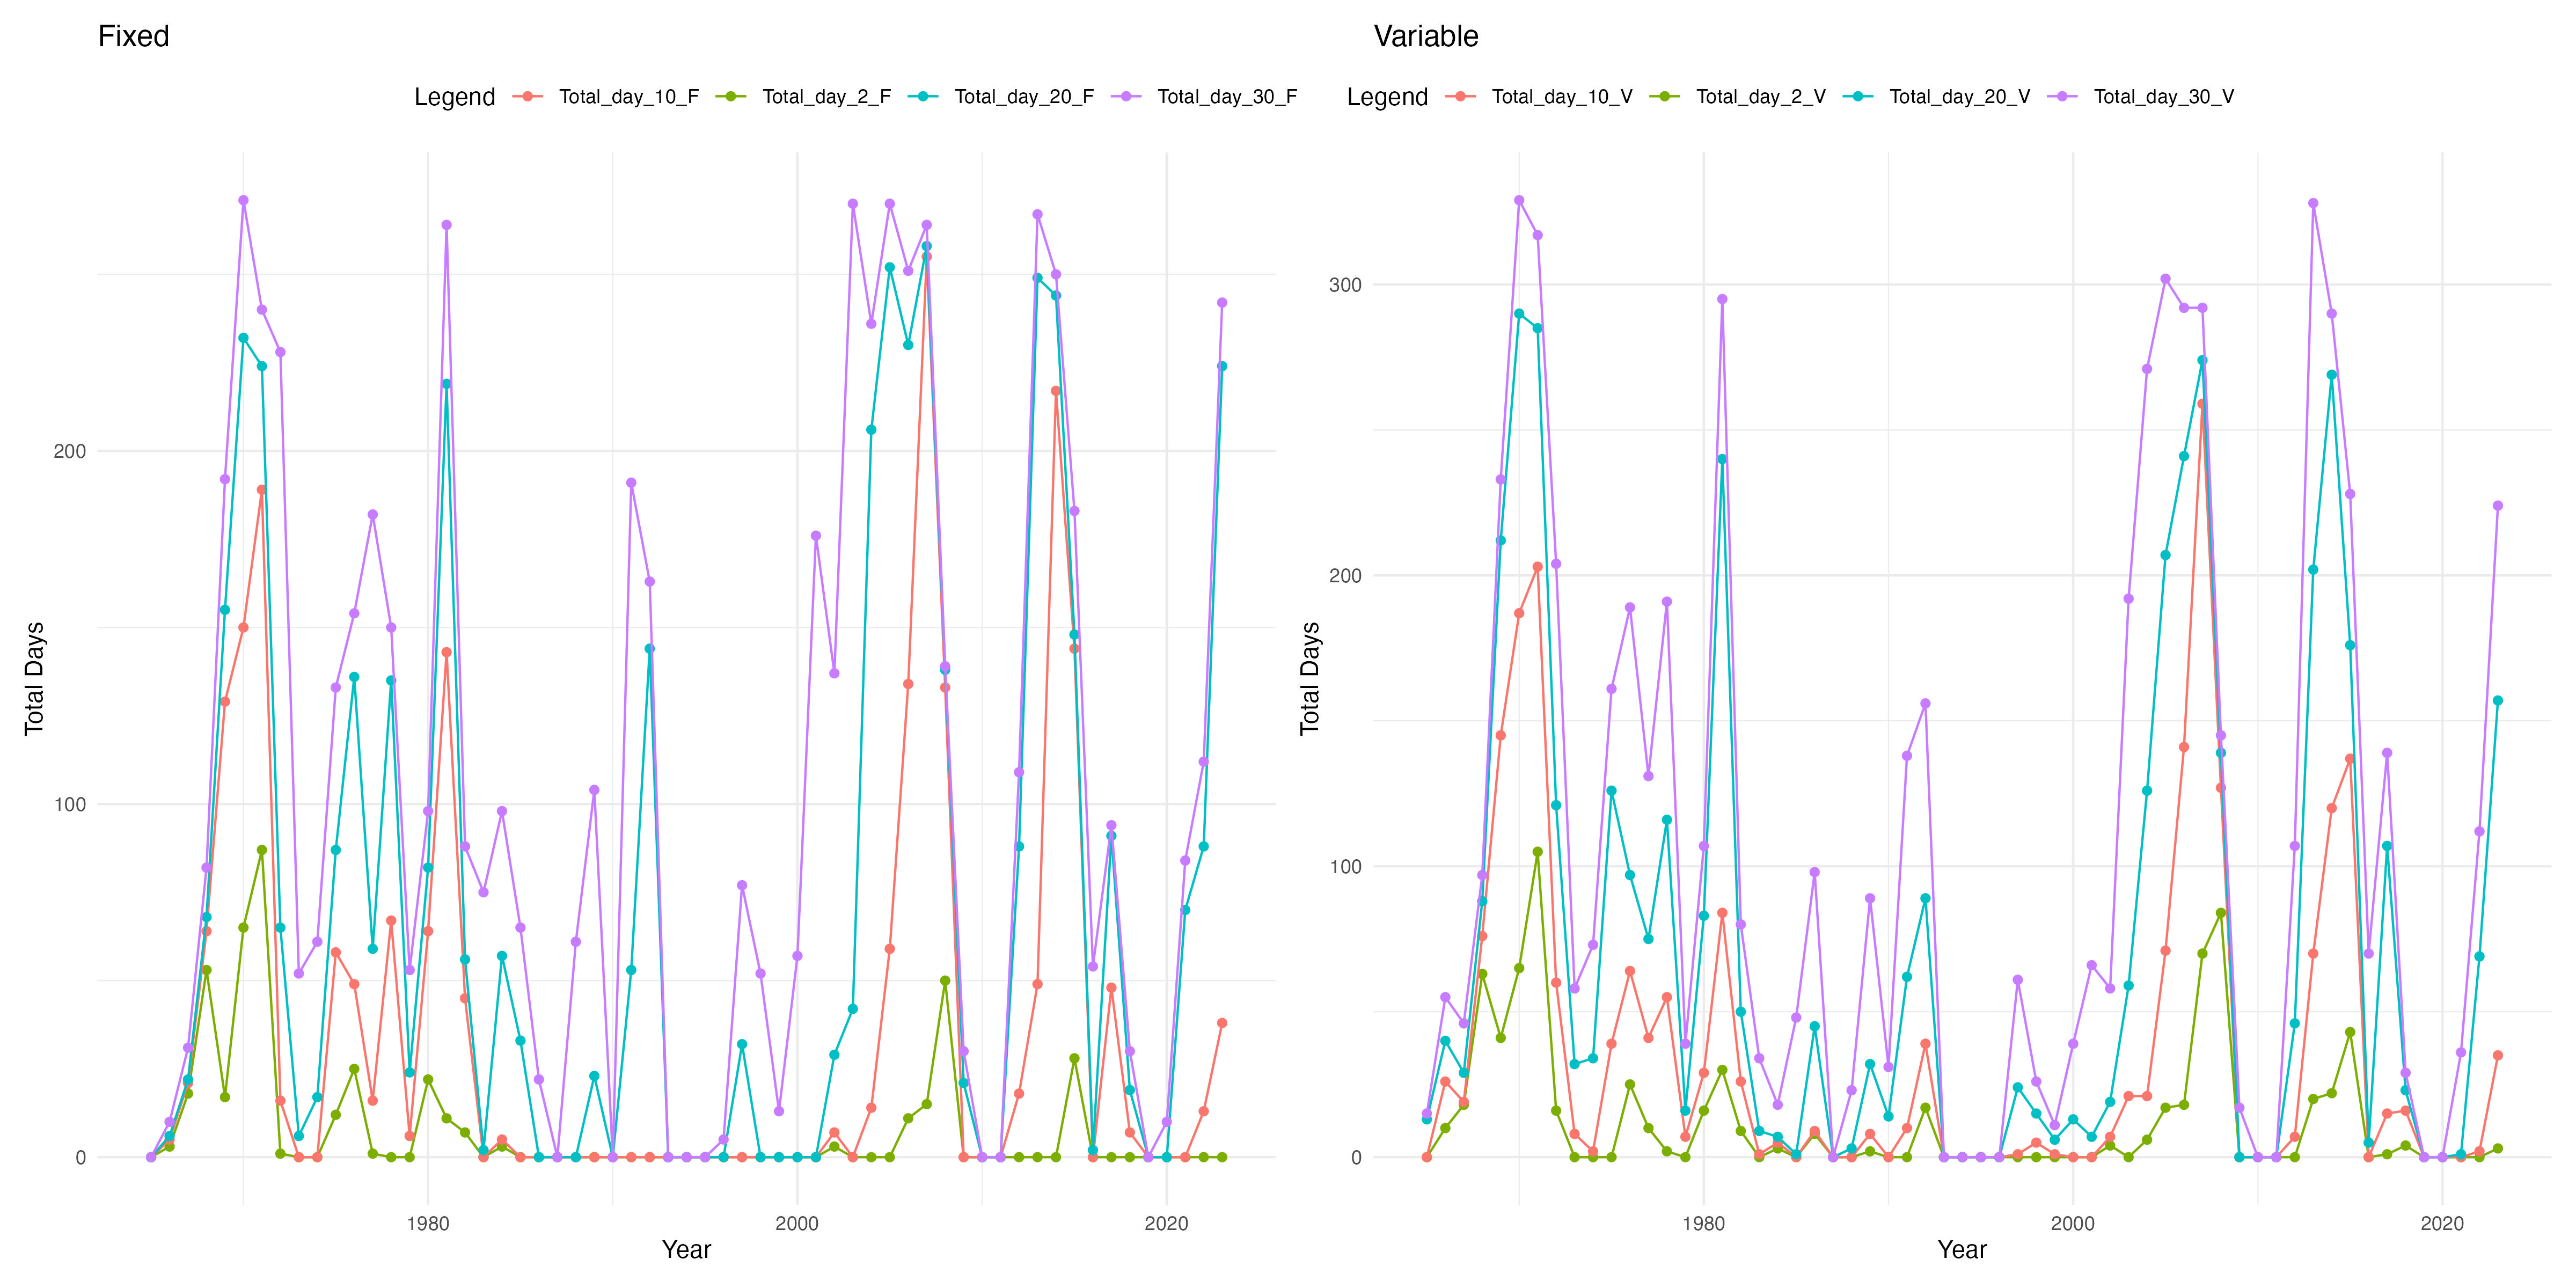 Fixed
Legend Total_day_10_F Total_day_2_F Total_day_20_F Total_day_30_F
Total Days
200
100
0
1980 2000 2020
Year
Variable
Legend Total_day_10_V Total_day_2_V Total_day_20_V Total_day_30_V
Total Days
300
200
100
0
1980 2000 2020
Year